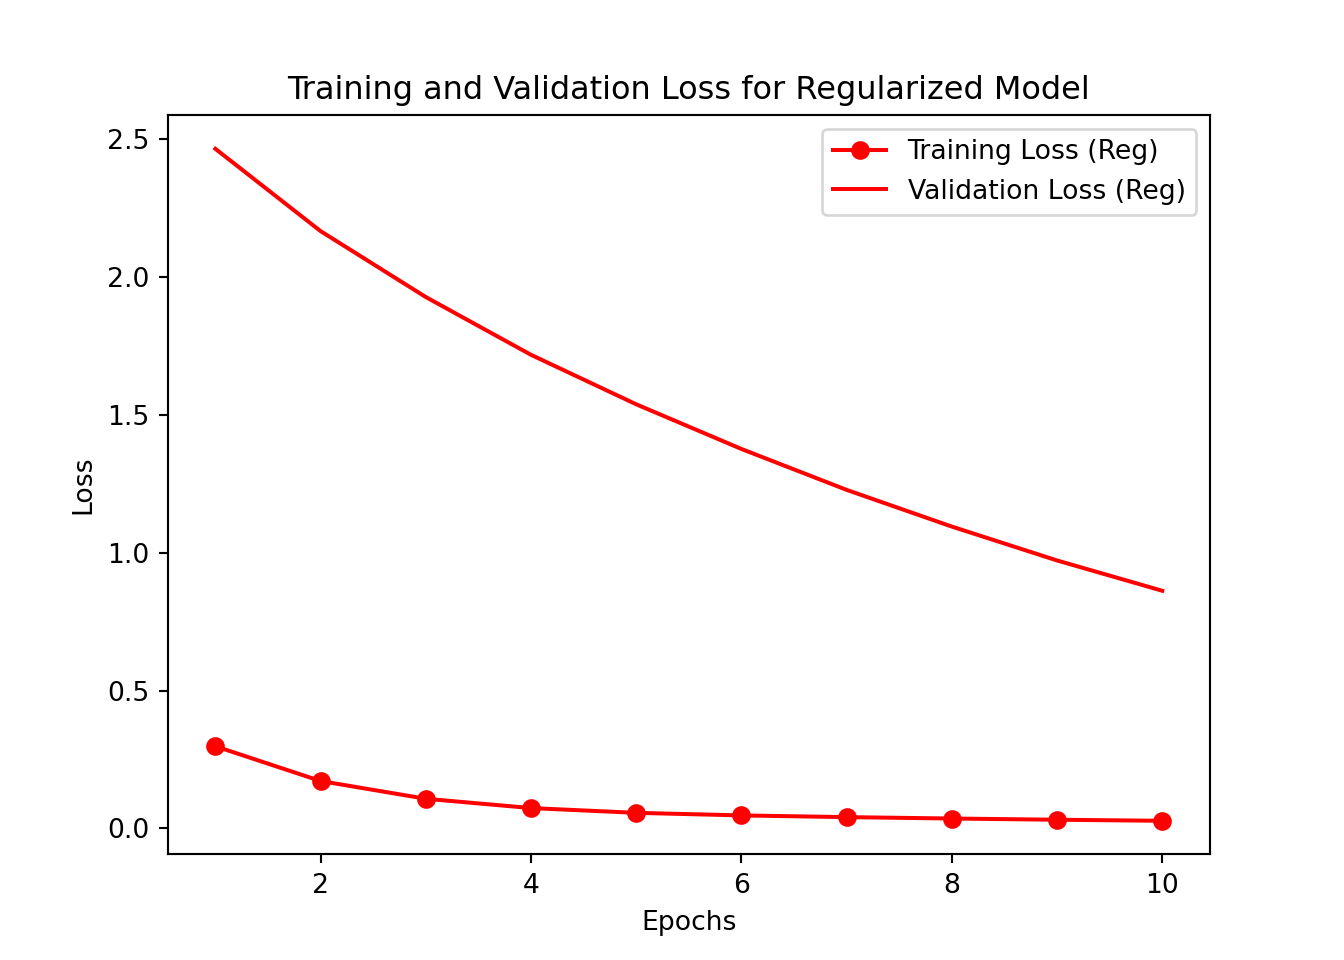 Training and Validation Loss for Regularized Model
Training Loss (Reg)
Validation Loss (Reg)
Loss
2.5
2.0
1.5
1.0
0.5
0.0
2 4 6 8 10
Epochs